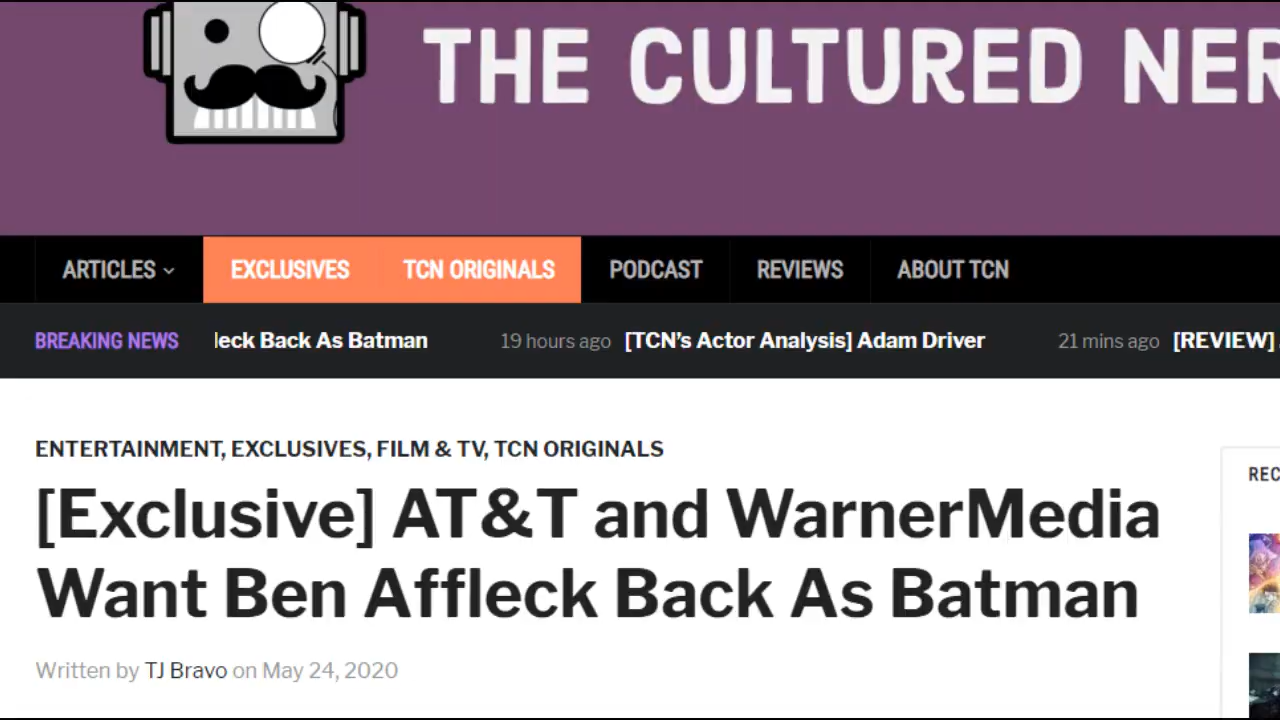 THE CULTURED NER
ARTICLES EXCLUSIVES TCN ORIGINALS PODCAST REVIEWS ABOUT TCN
BREAKING NEWS leck Back As Batman 19 hours ago [TCN's Actor Analysis] Adam Driver 21 mins ago [REVIEW]
ENTERTAINMENT, EXCLUSIVES, FILM & TV, TCN ORIGINALS
REC
[Exclusive] AT&T and WarnerMedia
Want Ben Affleck Back As Batman
Written by TJ Bravo on May 24, 2020